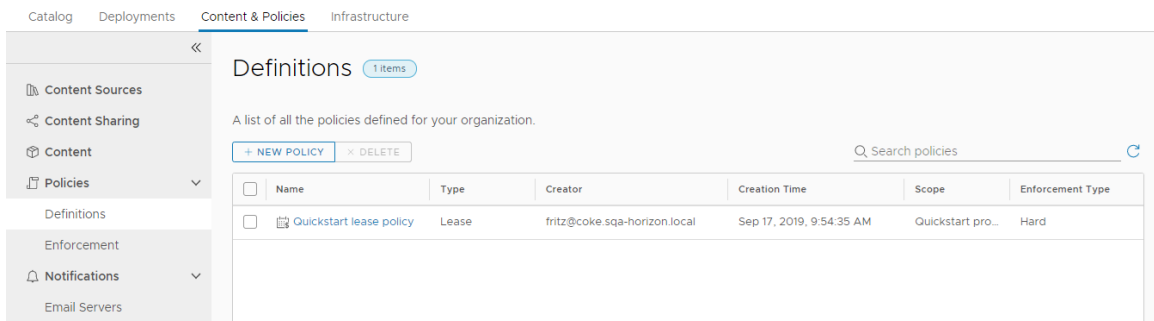 Catalog Deployments Content & Policies Infrastructure
«
Definitions 1 items
Content Sources
Content Sharing
A list of all the policies defined for your organization.
Content
+ NEW POLICY × DELETE
Search policies
Policies
Name Type Creator Creation Time Scope Enforcement Type
Definitions
Quickstart lease policy Lease fritz@coke.sqa-horizon.local Sep 17, 2019, 9:54:35 AM Quickstart pro... Hard
Enforcement
Notifications
Email Servers